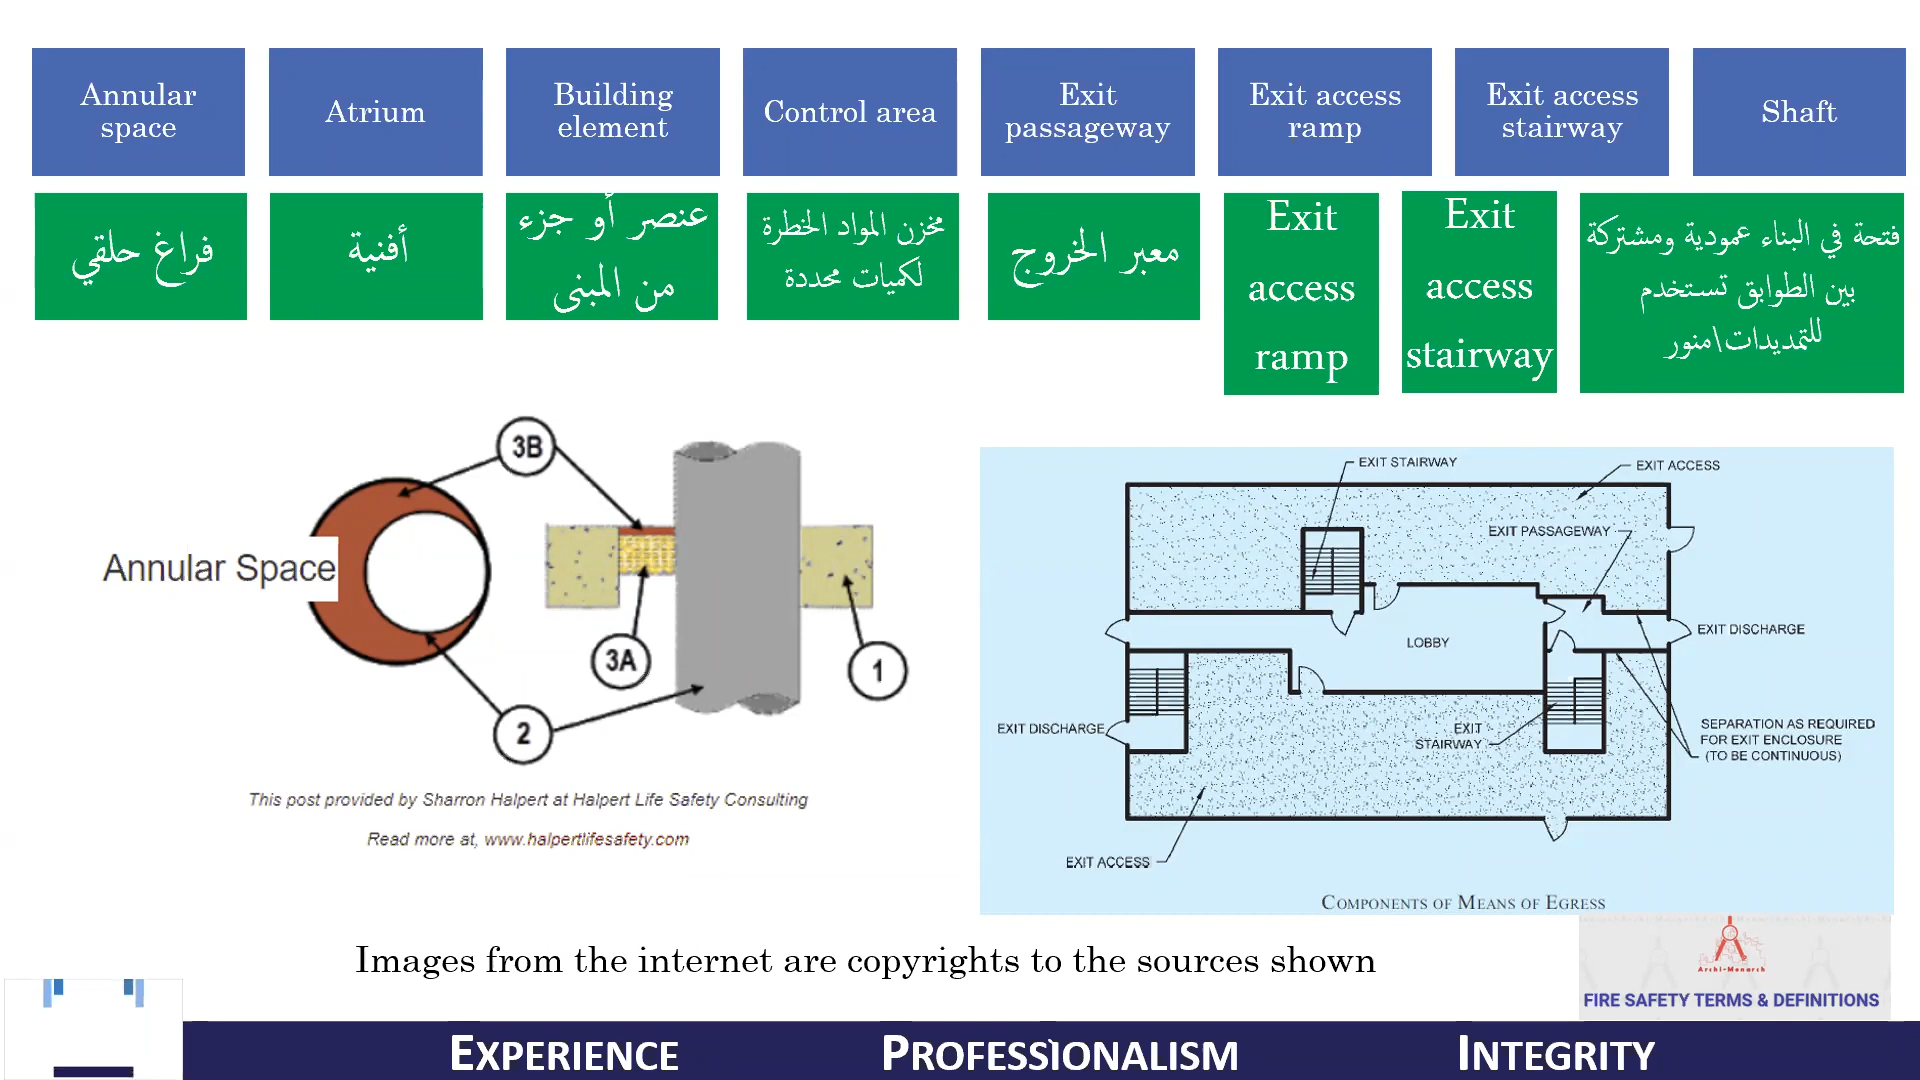 Annular
space
Atrium
Building
element
Control area
Exit
passageway
Exit access
ramp
Exit access
stairway
Shaft
فراغ حلقي
أفنية
عنصر أو جزء
من المبنى
مخزن المواد الخطرة
لكميات محددة
معبر الخروج
Exit
access
ramp
Exit
access
stairway
فتحة في البناء عمودية ومشتركة
بين الطوابق تستخدم
للتمديدات\منور
3B
Annular Space
3A
1
2
This post provided by Sharron Halpert at Halpert Life Safety Consulting
Read more at, www.halpertlifesafety.com
EXIT STAIRWAY
EXIT ACCESS
EXIT PASSAGEWAY
EXIT DISCHARGE
LOBBY
EXIT DISCHARGE
EXIT
STAIRWAY
SEPARATION AS REQUIRED
FOR EXIT ENCLOSURE
(TO BE CONTINUOUS)
EXIT ACCESS
COMPONENTS OF MEANS OF EGRESS
Images from the internet are copyrights to the sources shown
Archi-Monarch
FIRE SAFETY TERMS & DEFINITIONS
EXPERIENCE
PROFESSIONALISM
INTEGRITY